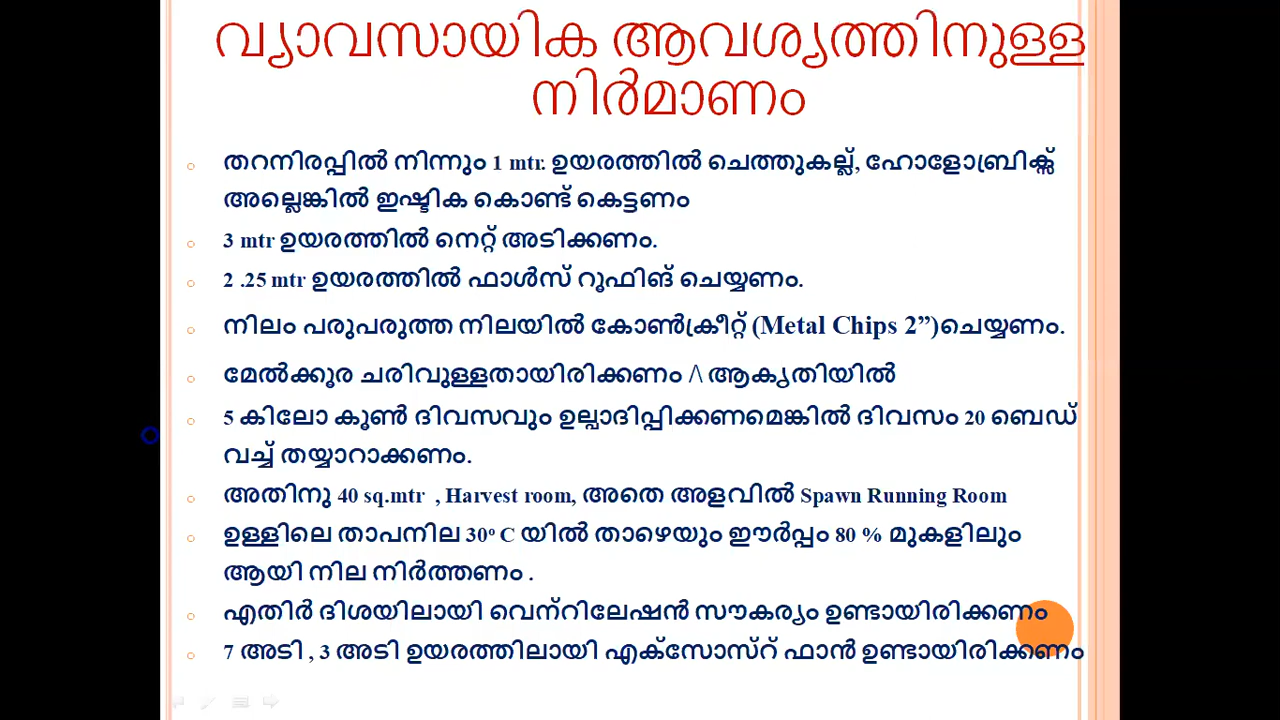 വ്യാവസായിക ആവശ്യത്തിനുള്ള
നിർമാണം
തറനിരപ്പിൽ നിന്നും 1 mtr. ഉയരത്തിൽ ചെത്തുകല്ല്, ഹോളോബ്രിക്സ്
അല്ലെങ്കിൽ ഇഷ്ടിക കൊണ്ട് കെട്ടണം
3 mtr ഉയരത്തിൽ നെറ്റ് അടിക്കണം.
2 .25 mtr ഉയരത്തിൽ ഫാൾസ് റൂഫിങ് ചെയ്യണം.
നിലം പരുപരുത്ത നിലയിൽ കോൺക്രീറ്റ് (Metal Chips 2”)ചെയ്യണം.
മേൽക്കൂര ചരിവുള്ളതായിരിക്കണം /\ ആകൃതിയിൽ
5 കിലോ കൂൺ ദിവസവും ഉല്പാദിപ്പിക്കണമെങ്കിൽ ദിവസം 20 ബെഡ്
വച്ച് തയ്യാറാക്കണം.
അതിനു 40 sq.mtr , Harvest room, അതെ അളവിൽ Spawn Running Room
ഉള്ളിലെ താപനില 30º C യിൽ താഴെയും ഈർപ്പം 80 % മുകളിലും
ആയി നില നിർത്തണം .
എതിർ ദിശയിലായി വെന്റിലേഷൻ സൗകര്യം ഉണ്ടായിരിക്കണം
7 അടി , 3 അടി ഉയരത്തിലായി എക്സോസ്റ് ഫാൻ ഉണ്ടായിരിക്കണം